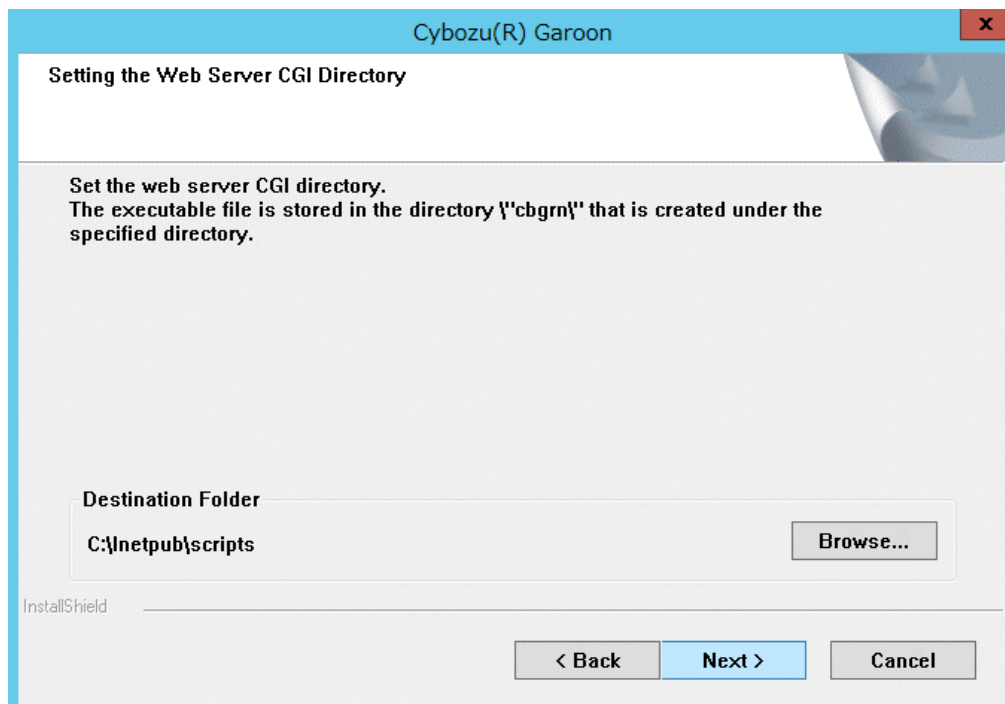 Cybozu(R) Garoon
x
Setting the Web Server CGI Directory
Set the web server CGI directory.
The executable file is stored in the directory \"cbgrn\" that is created under the
specified directory.
Destination Folder
C:\Inetpub\scripts
Browse...
InstallShield
< Back
Next >
Cancel